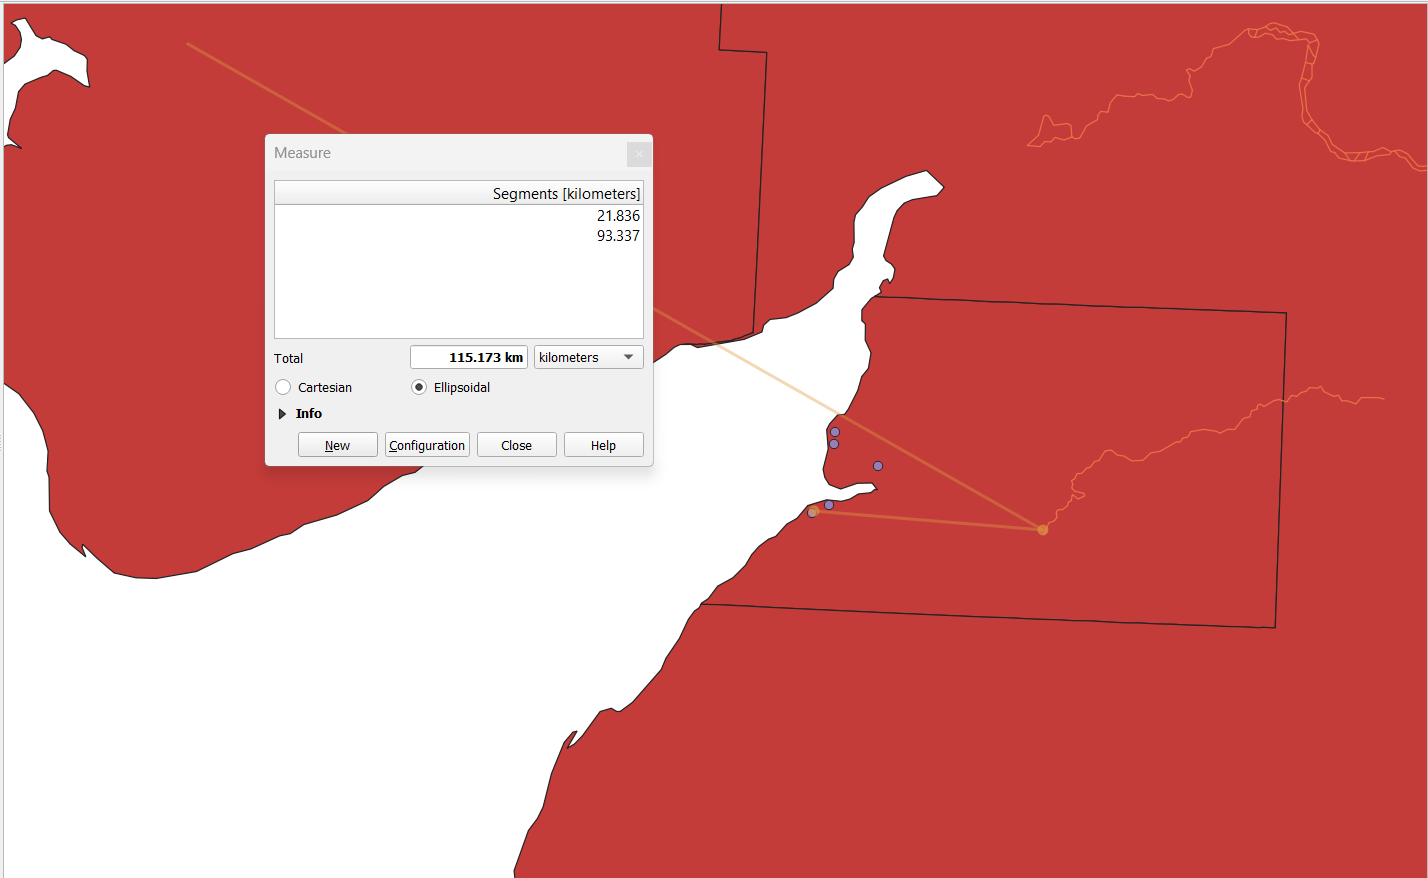 Measure
Segments [kilometers]
21.836
93.337
Total 115.173 km kilometers
Cartesian Ellipsoidal
Info
New Configuration Close Help